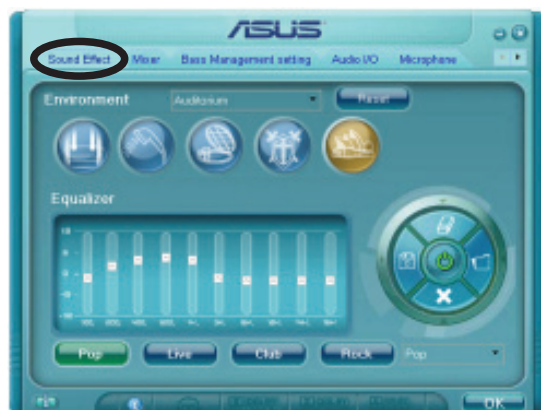 ASUS
Sound Effect Mixer Bass Management setting Audio I/O Microphone
Environment Auditorium Reset
Equalizer
Pop Live Club Rock Pop
OK